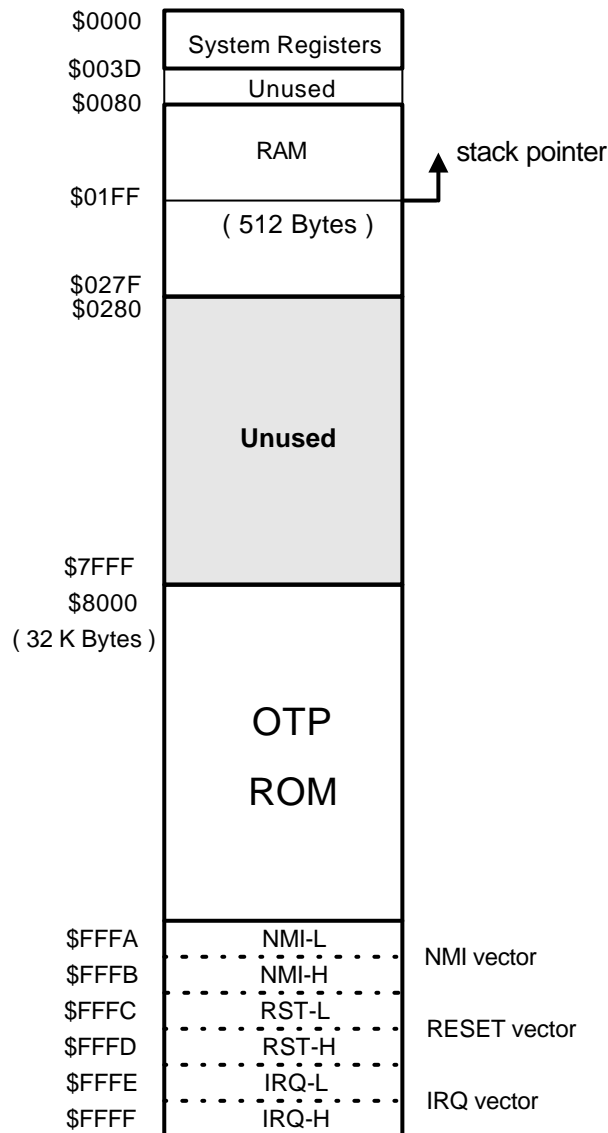 $0000
System Registers
$003D
Unused
$0080
RAM
stack pointer
$01FF
( 512 Bytes )
$027F
$0280
Unused
$7FFF
$8000
( 32 K Bytes )
OTP
ROM
$FFFA NMI-L
NMI vector
$FFFB NMI-H
$FFFC RST-L
RESET vector
$FFFD RST-H
$FFFE IRQ-L
IRQ vector
$FFFF IRQ-H